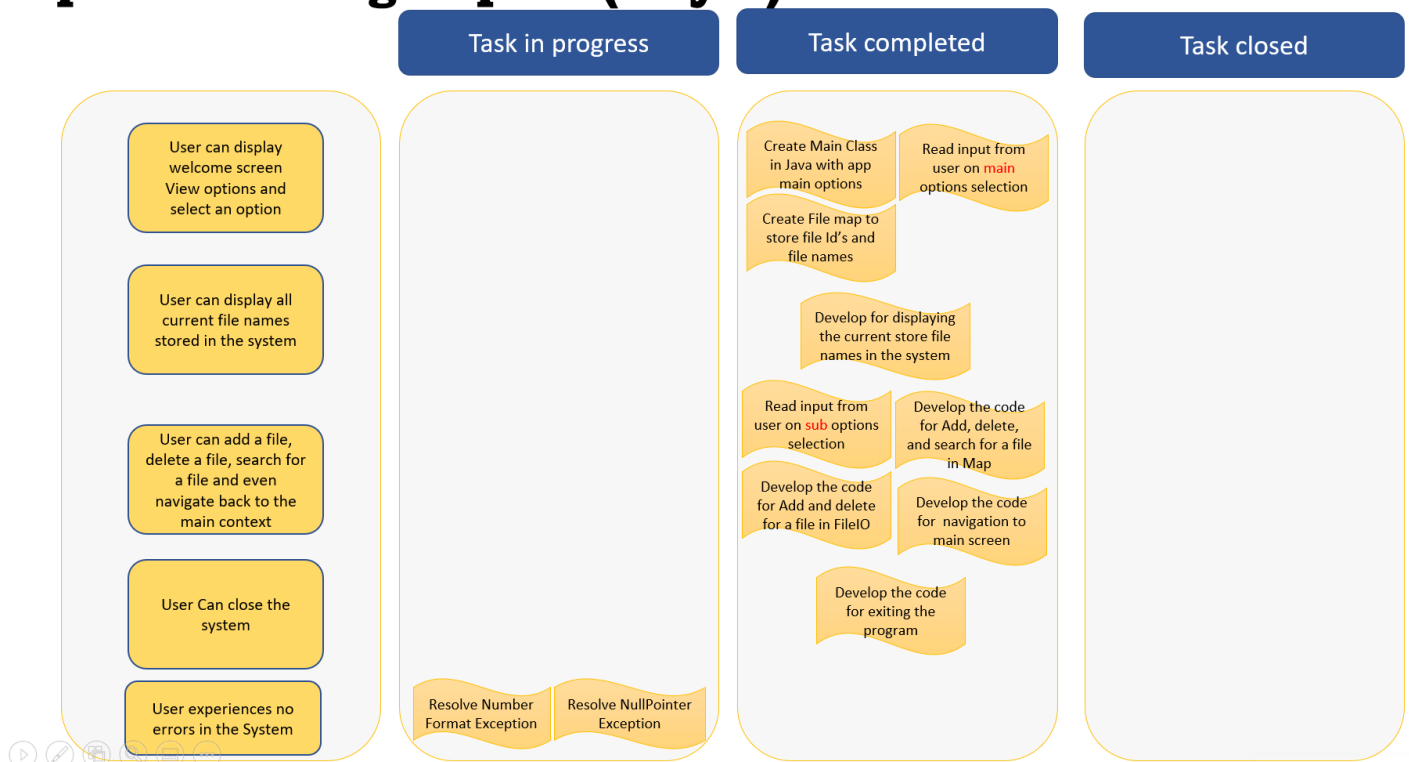 Task in progress
Task completed
Task closed
User can display
welcome screen
View options and
select an option
Create Main Class
in Java with app
main options
Read input from
user on main
options selection
Create File map to
store file Id's and
file names
User can display all
current file names
stored in the system
Develop for displaying
the current store file
names in the system
User can add a file,
delete a file, search for
a file and even
navigate back to the
main context
Read input from
user on sub options
selection
Develop the code
for Add, delete,
and search for a file
in Map
Develop the code
for Add and delete
for a file in FileIO
Develop the code
for  navigation to
main screen
User Can close the
system
Develop the code
for exiting the
program
User experiences no
errors in the System
Resolve Number
Format Exception
Resolve NullPointer
Exception